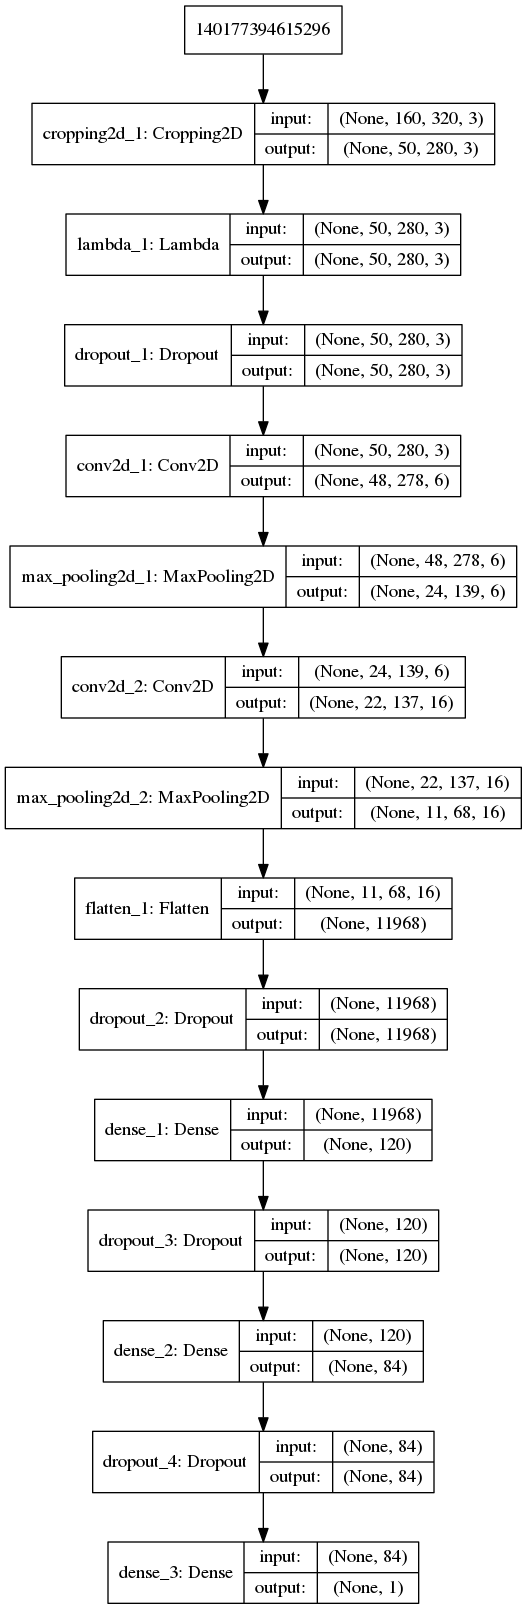 140177394615296
cropping2d_1: Cropping2D
input: (None, 160, 320, 3)
output: (None, 50, 280, 3)
lambda_1: Lambda
input: (None, 50, 280, 3)
output: (None, 50, 280, 3)
dropout_1: Dropout
input: (None, 50, 280, 3)
output: (None, 50, 280, 3)
conv2d_1: Conv2D
input: (None, 50, 280, 3)
output: (None, 48, 278, 6)
max_pooling2d_1: MaxPooling2D
input: (None, 48, 278, 6)
output: (None, 24, 139, 6)
conv2d_2: Conv2D
input: (None, 24, 139, 6)
output: (None, 22, 137, 16)
max_pooling2d_2: MaxPooling2D
input: (None, 22, 137, 16)
output: (None, 11, 68, 16)
flatten_1: Flatten
input: (None, 11, 68, 16)
output: (None, 11968)
dropout_2: Dropout
input: (None, 11968)
output: (None, 11968)
dense_1: Dense
input: (None, 11968)
output: (None, 120)
dropout_3: Dropout
input: (None, 120)
output: (None, 120)
dense_2: Dense
input: (None, 120)
output: (None, 84)
dropout_4: Dropout
input: (None, 84)
output: (None, 84)
dense_3: Dense
input: (None, 84)
output: (None, 1)